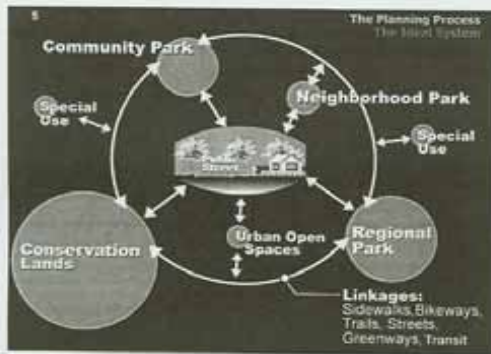 5
The Planning Process
The Ideal System
Community Park
Neighborhood Park
Special
Use
Special
Use
Street
Urban Open
Spaces
Conservation
Lands
Regional
Park
Linkages:
Sidewalks, Bikeways,
Trails, Streets,
Greenways, Transit